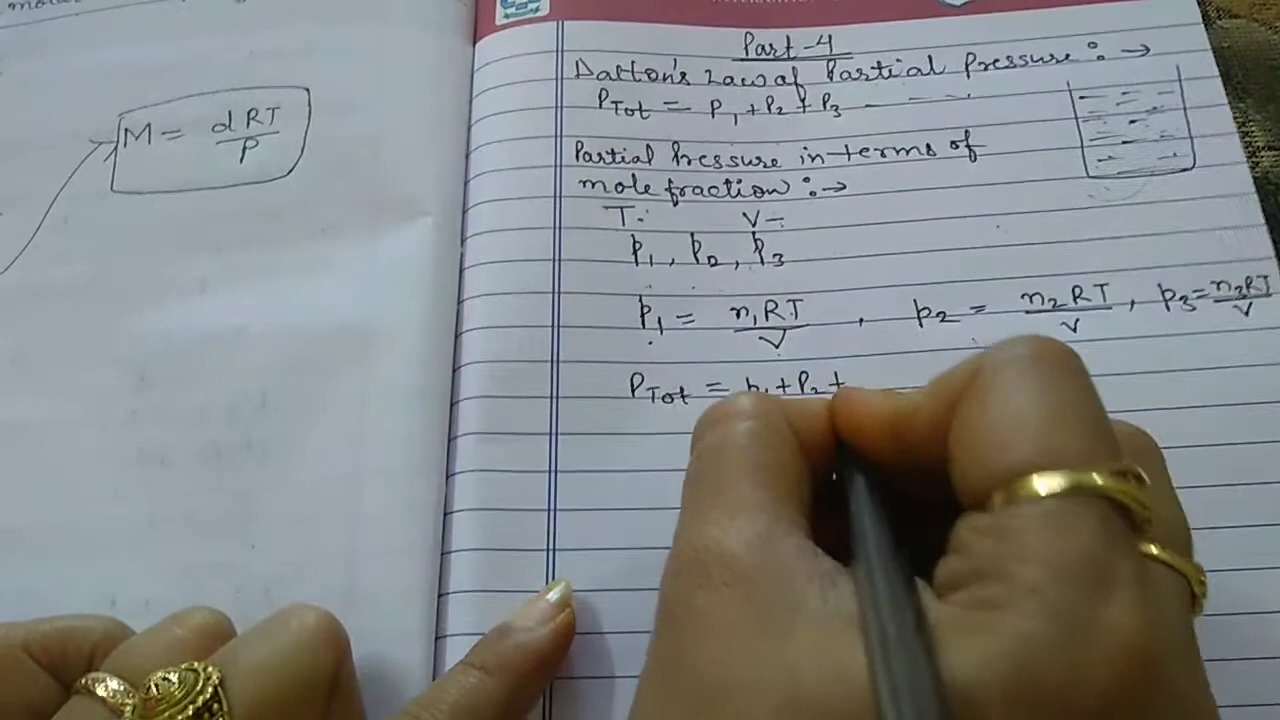 M = dRT/P
Part-4
Dalton's Law of Partial Pressure :→
PTot = P1 + P2 + P3 - - - -
Partial Pressure in terms of
mole fraction :→
T. V-
p1, p2, p3
p1 = n1RT/V , p2 = n2RT/V , p3 = n3RT/V
PTot = p1 + P2 +